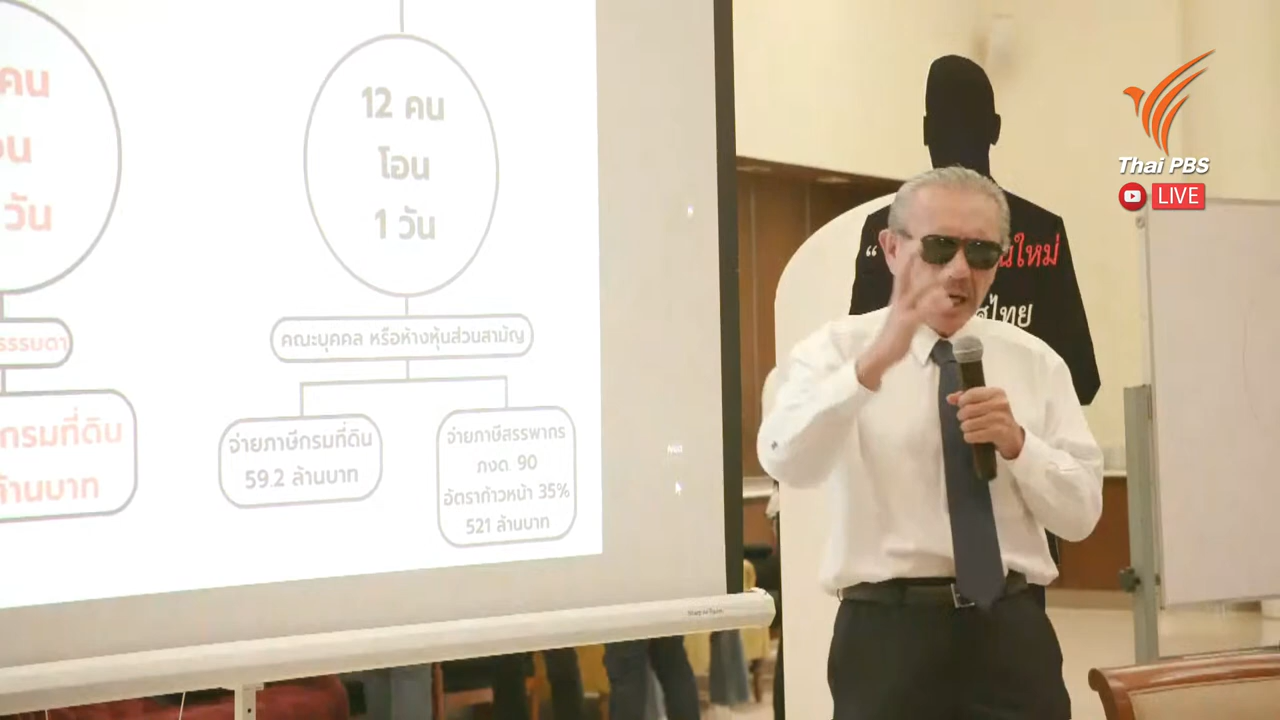 คน
วัน
ธรรมดา
กรมที่ดิน
ล้านบาท
12 คน
โอน
1 วัน
คณะบุคคล หรือห้างหุ้นส่วนสามัญ
จ่ายภาษีกรมที่ดิน
59.2 ล้านบาท
จ่ายภาษีสรรพากร
ภงด. 90
อัตราก้าวหน้า 35%
521 ล้านบาท
Thai PBS
LIVE
“
ใหม่
ไทย